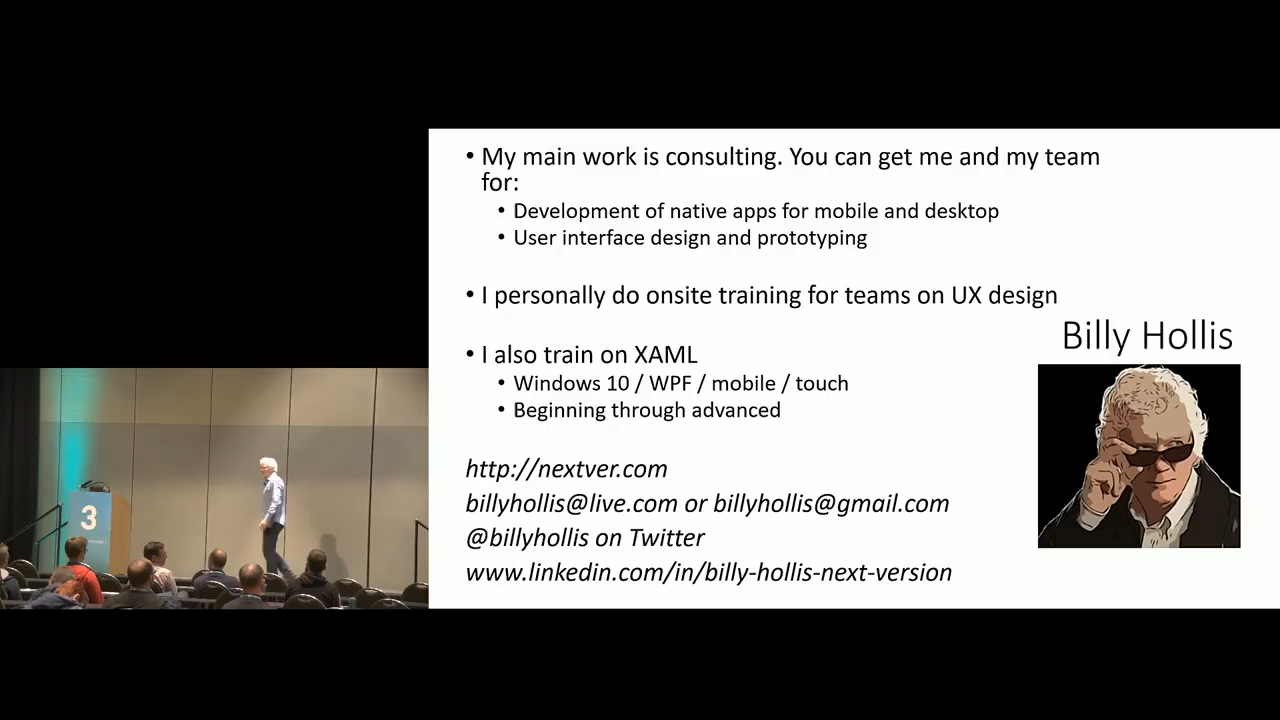 • My main work is consulting. You can get me and my team
for:
• Development of native apps for mobile and desktop
• User interface design and prototyping
• I personally do onsite training for teams on UX design
Billy Hollis
• I also train on XAML
• Windows 10 / WPF / mobile / touch
• Beginning through advanced
http://nextver.com
billyhollis@live.com or billyhollis@gmail.com
@billyhollis on Twitter
www.linkedin.com/in/billy-hollis-next-version
3